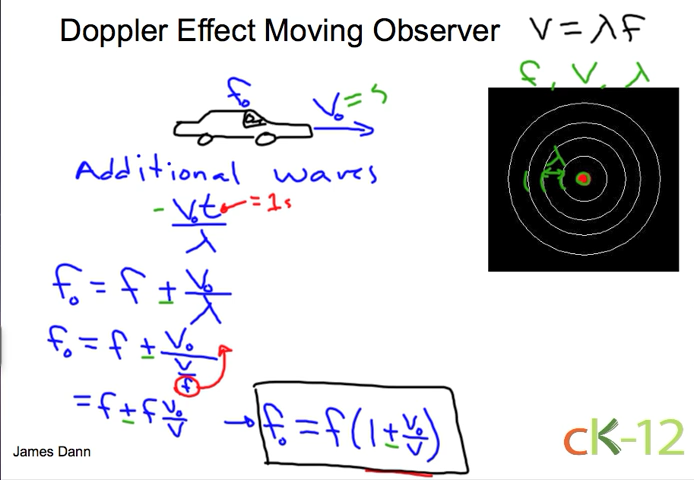 Doppler Effect Moving Observer V = λF
f, V, λ
f₀ V₀ = 5
λ
Additional waves
- V₀t/λ ← = 1s
f₀ = f ± V₀/λ
f₀ = f ± V₀/(V/f)
= f ± f V₀/V → f₀ = f(1 ± V₀/V)
James Dann
cK-12